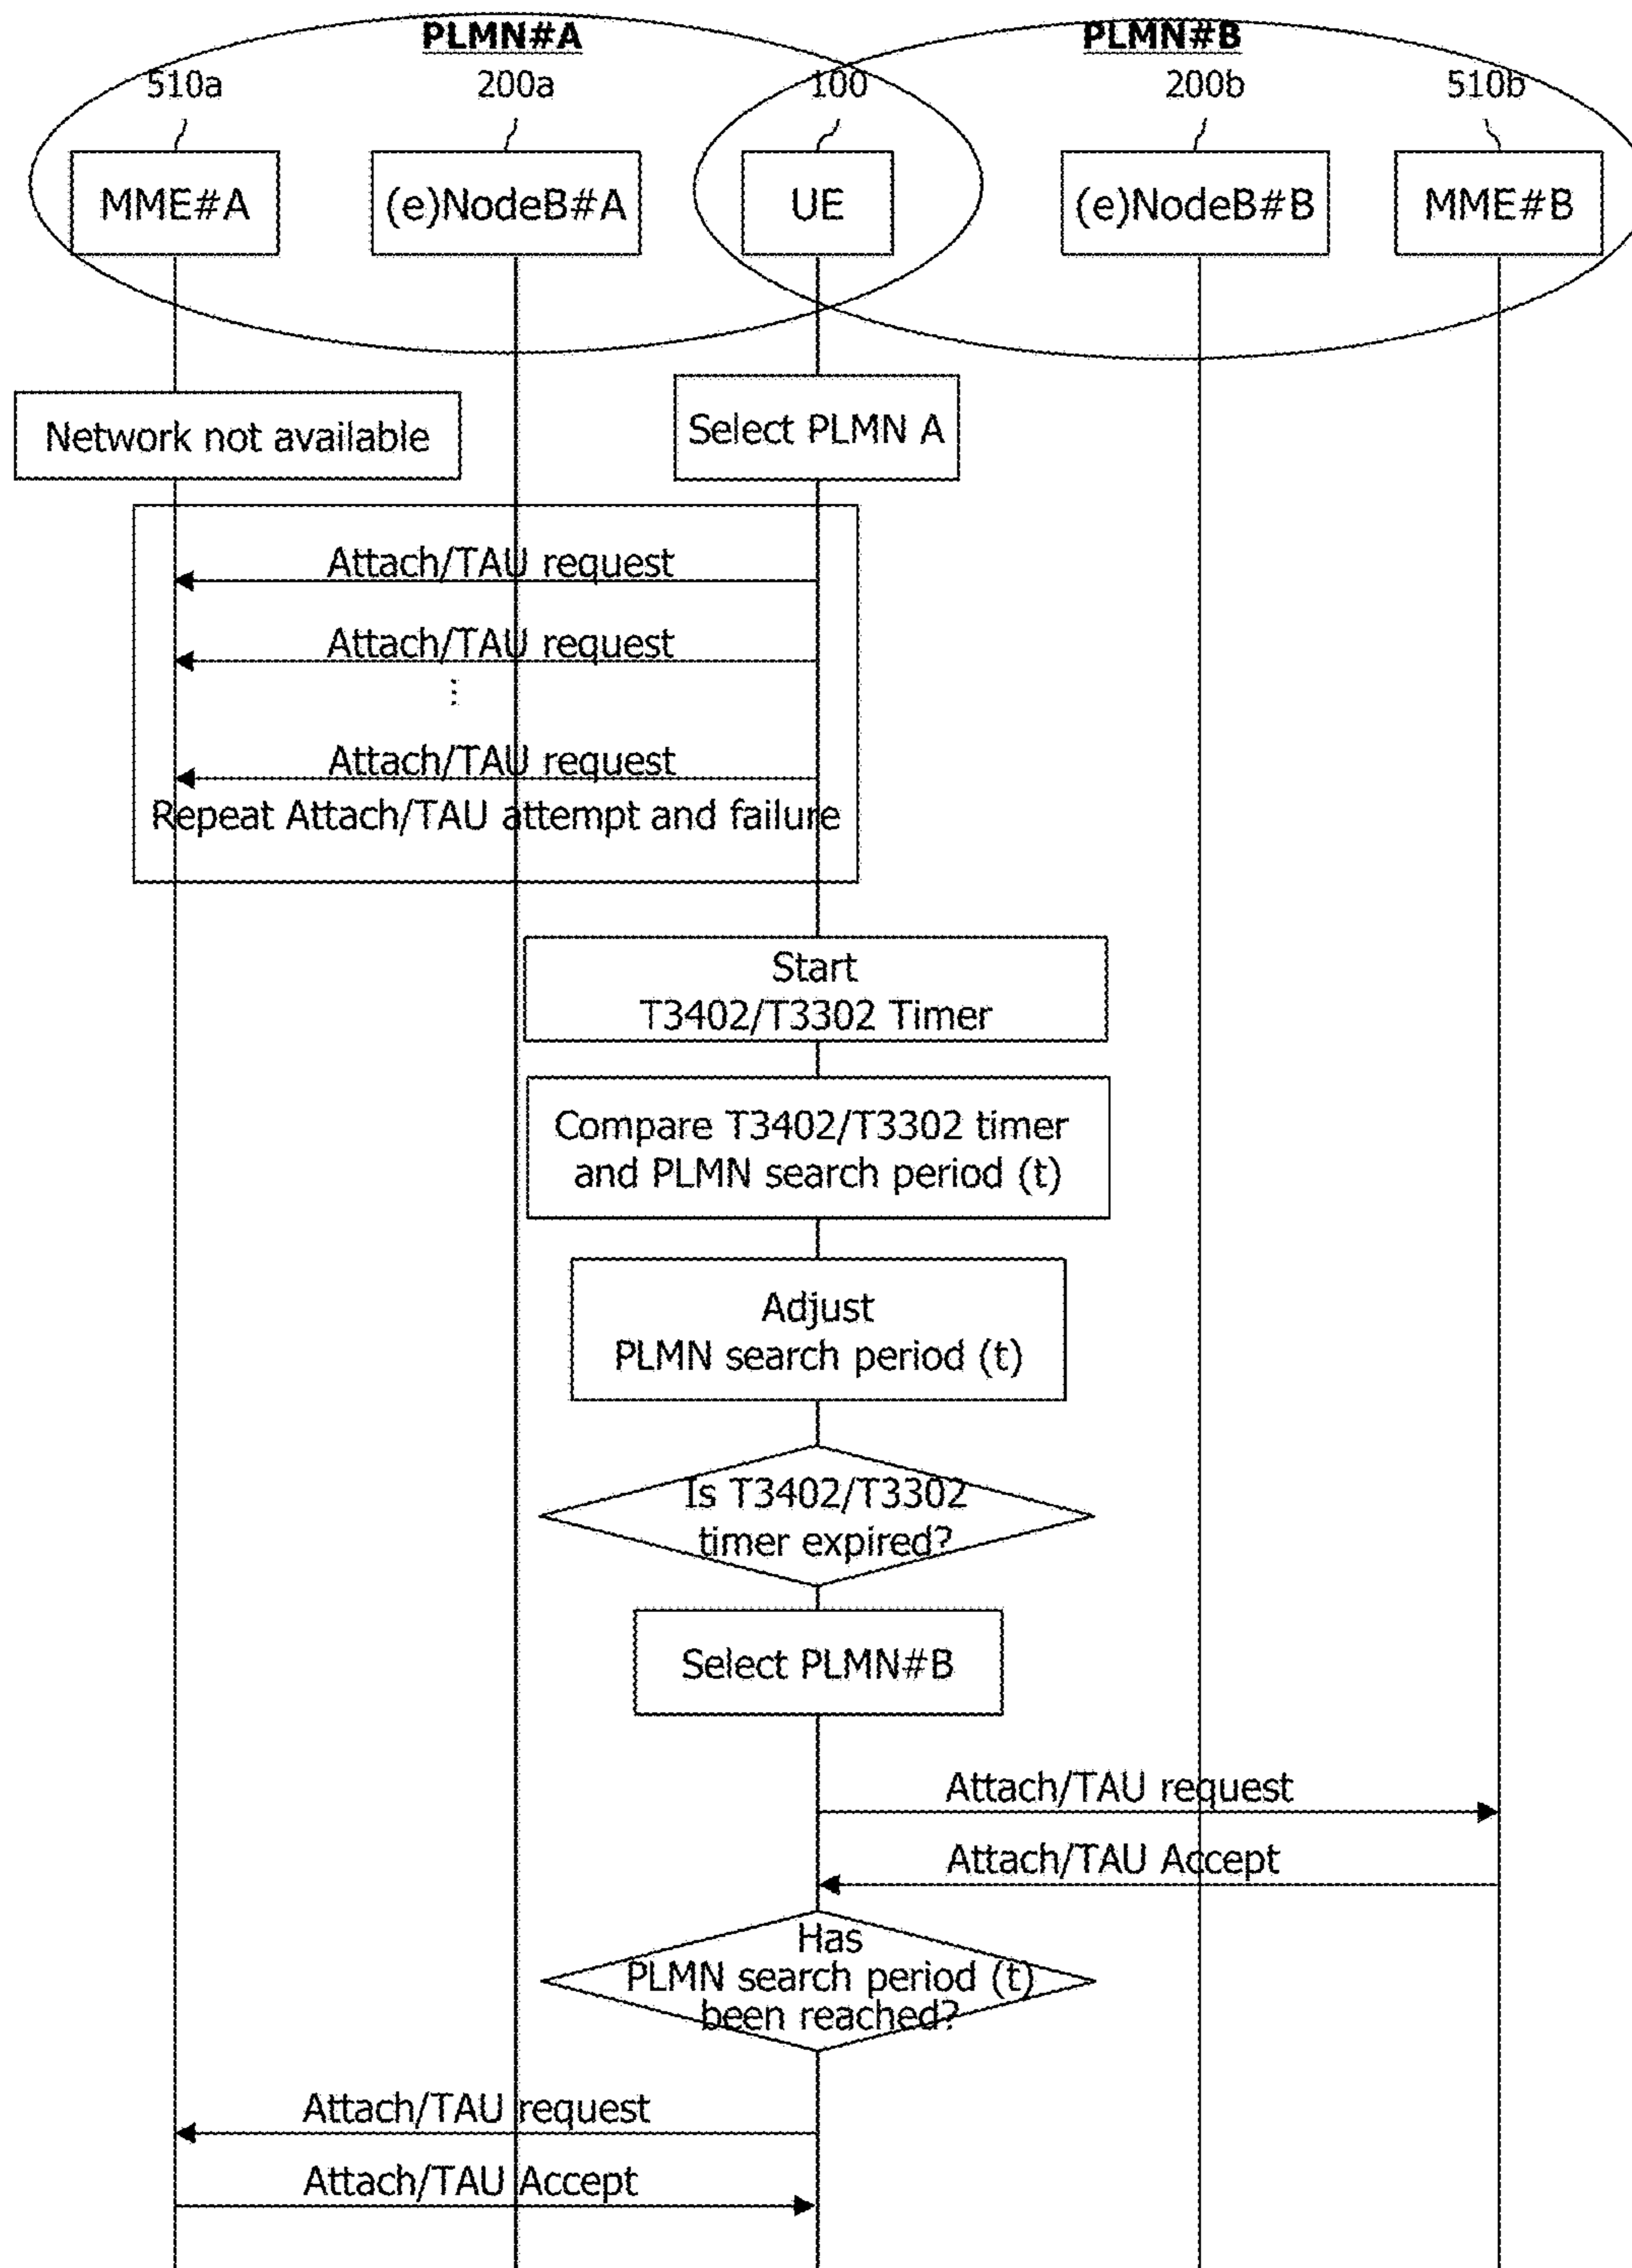 PLMN#A
PLMN#B
510a
200a
100
200b
510b
MME#A
(e)NodeB#A
UE
(e)NodeB#B
MME#B
Network not available
Select PLMN A
Attach/TAU request
Attach/TAU request
⋮
Attach/TAU request
Repeat Attach/TAU attempt and failure
Start
T3402/T3302 Timer
Compare T3402/T3302 timer
and PLMN search period (t)
Adjust
PLMN search period (t)
Is T3402/T3302
timer expired?
Select PLMN#B
Attach/TAU request
Attach/TAU Accept
Has
PLMN search period (t)
been reached?
Attach/TAU request
Attach/TAU Accept